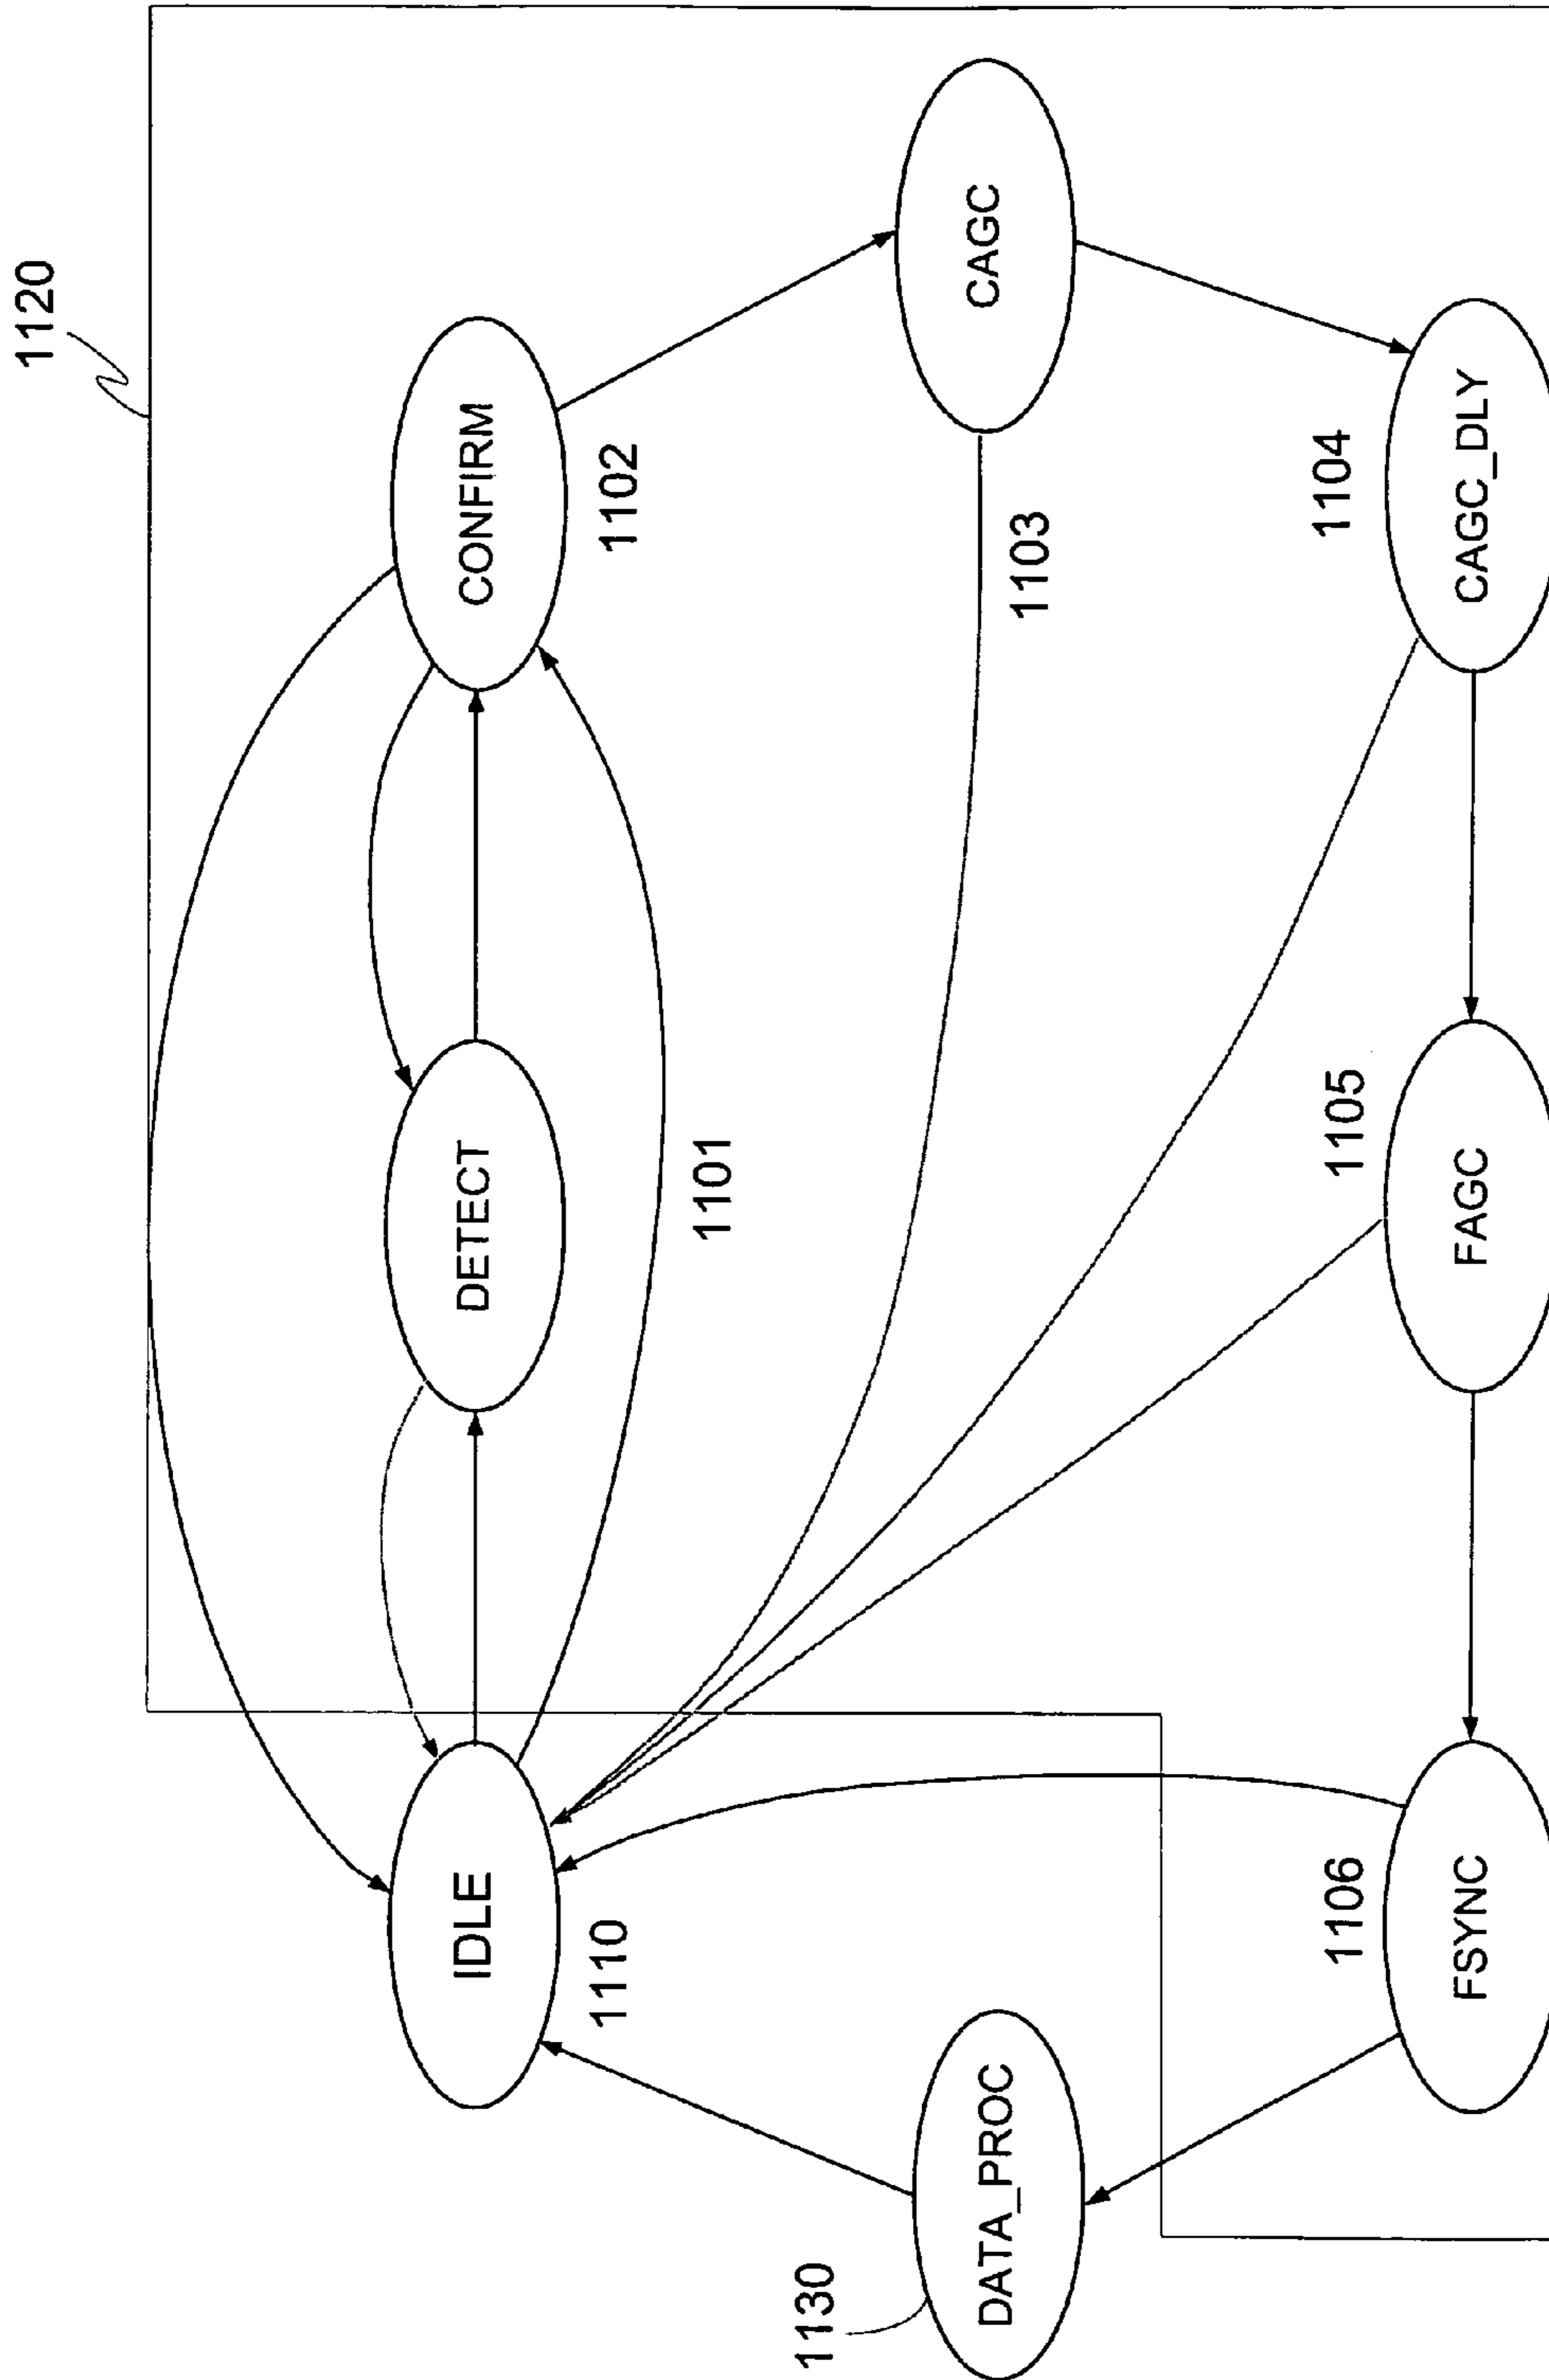 1120
IDLE
1110
DETECT
1101
CONFIRM
1102
CAGC
1103
CAGC_DLY
1104
FAGC
1105
FSYNC
1106
DATA_PROC
1130